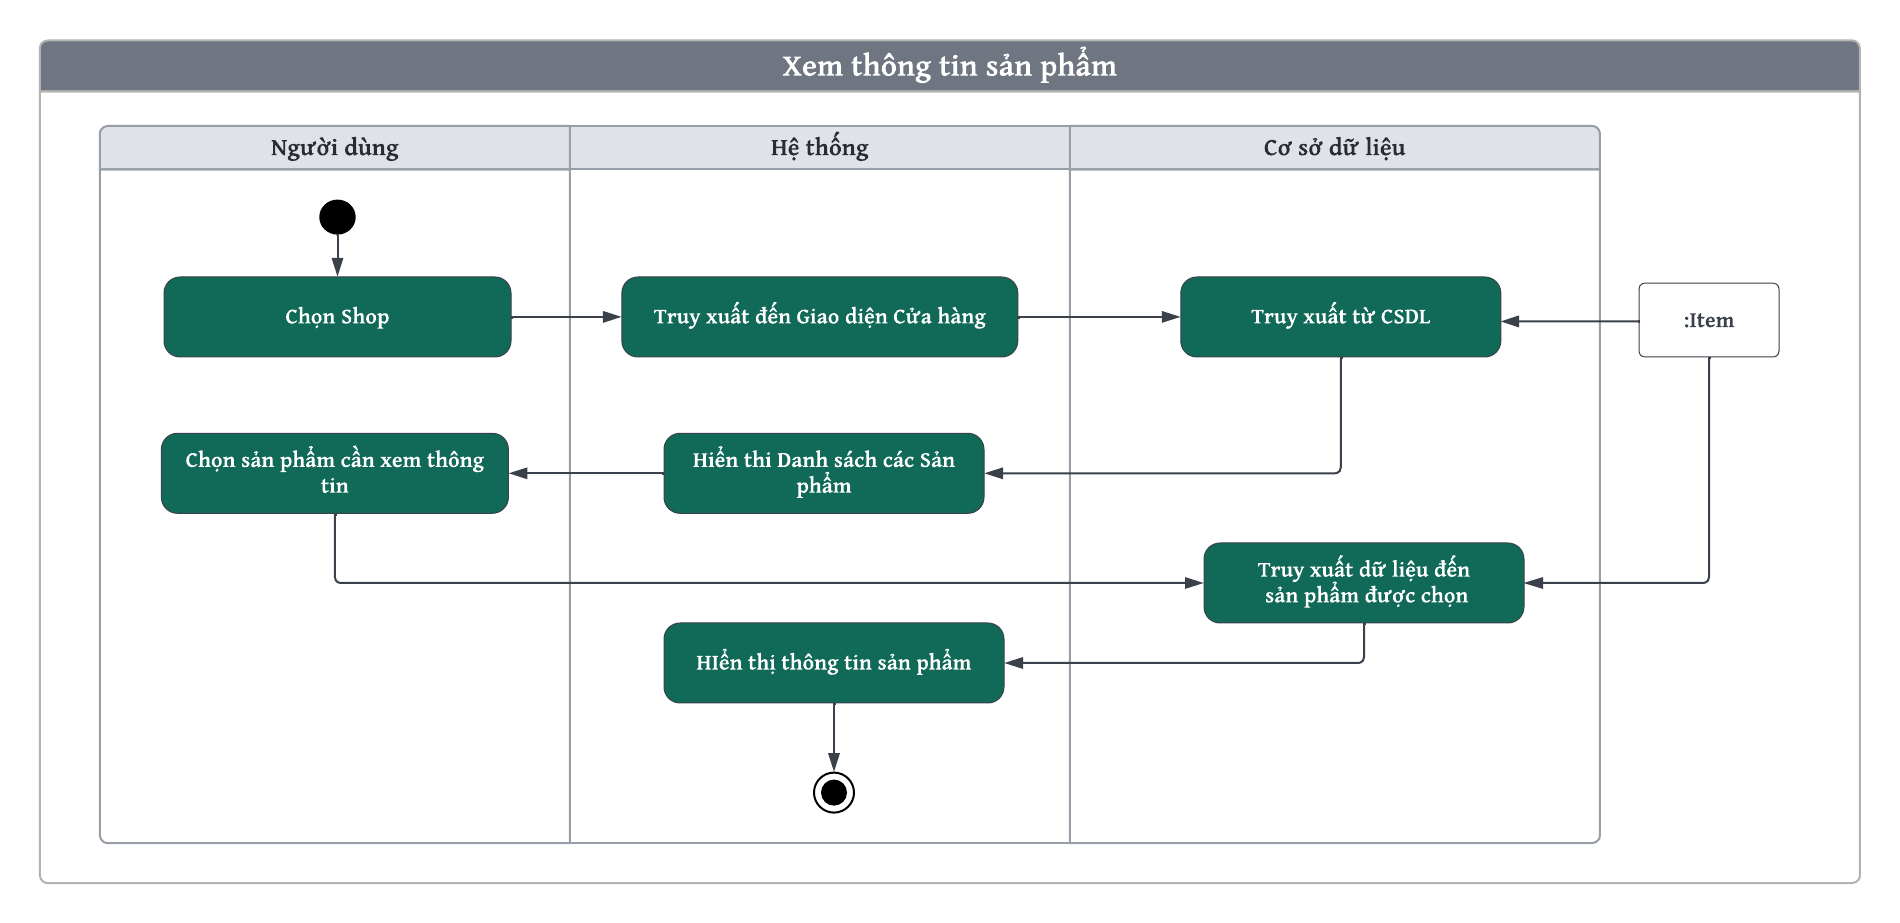 Xem thông tin sản phẩm
Người dùng
Hệ thống
Cơ sở dữ liệu
Chọn Shop
Truy xuất đến Giao diện Cửa hàng
Truy xuất từ CSDL
:Item
Chọn sản phẩm cần xem thông
tin
Hiển thi Danh sách các Sản
phẩm
Truy xuất dữ liệu đến
sản phẩm được chọn
HIển thị thông tin sản phẩm